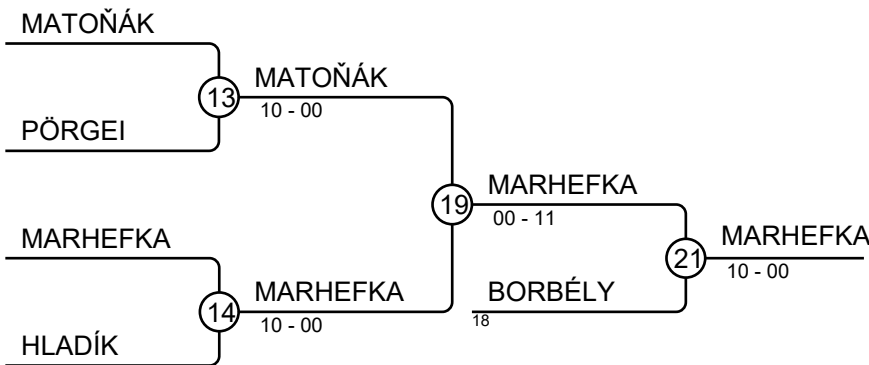 MATOŇÁK
13
MATOŇÁK
10 - 00
PÖRGEI
19
MARHEFKA
00 - 11
MARHEFKA
21
MARHEFKA
10 - 00
14
MARHEFKA
10 - 00
BORBÉLY
18
HLADÍK